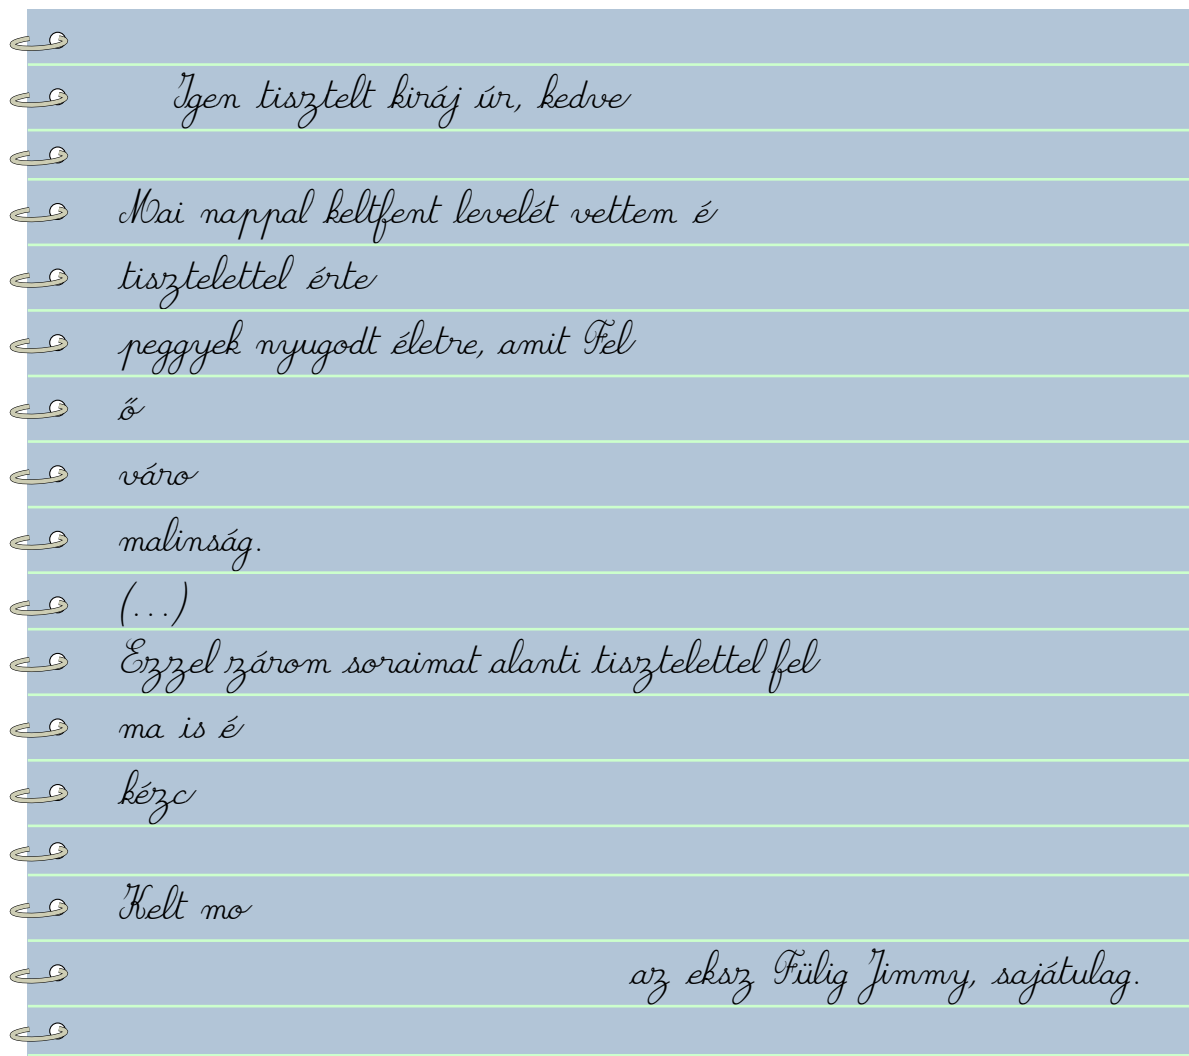 Igen tisztelt kiráj úr, kedve
Mai nappal keltfent levelét vettem é
tisztelettel érte
peggyek nyugodt életre, amit Fel
ő
váro
malinság.
(...)
Ezzel zárom soraimat alanti tisztelettel fel
ma is é
kézc
Kelt mo
az eksz Fülig Jimmy, sajátulag.